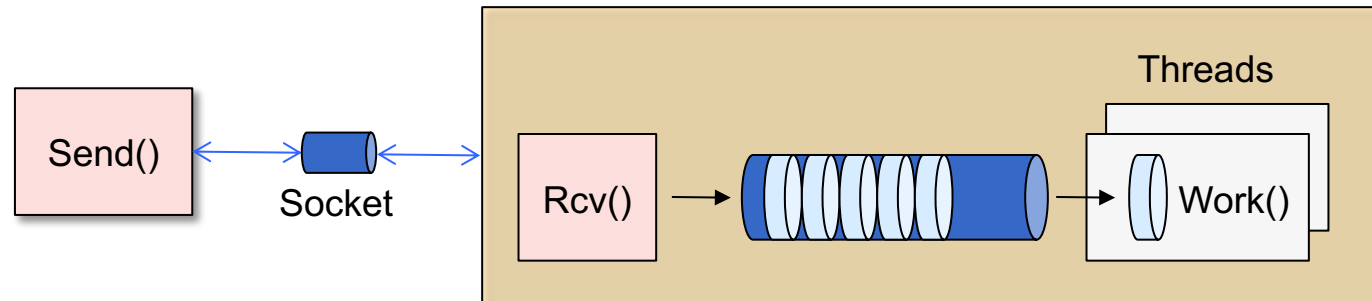 Threads
Send()
Socket
Rcv()
Work()